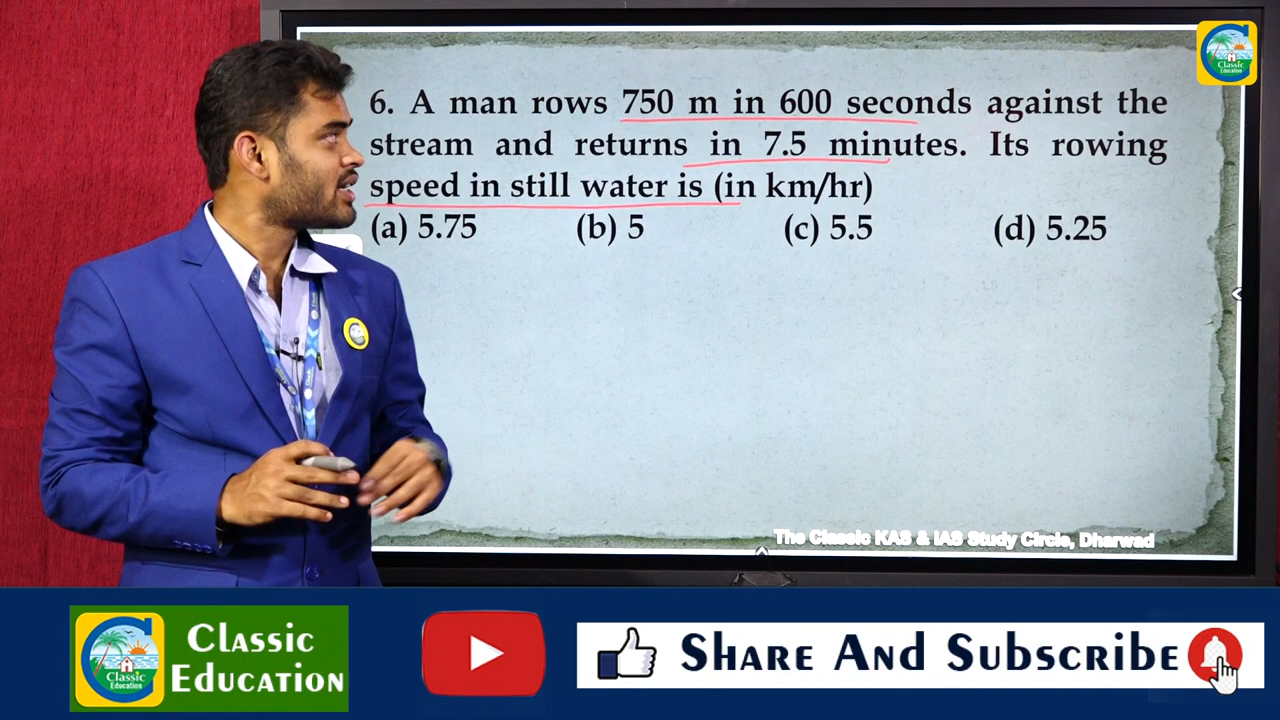 6. A man rows 750 m in 600 seconds against the
stream and returns in 7.5 minutes. Its rowing
speed in still water is (in km/hr)
(a) 5.75 (b) 5 (c) 5.5 (d) 5.25
The Classic KAS & IAS Study Circle, Dharwad
Classic
Education
Classic
Education
Classic
Education
Share And Subscribe